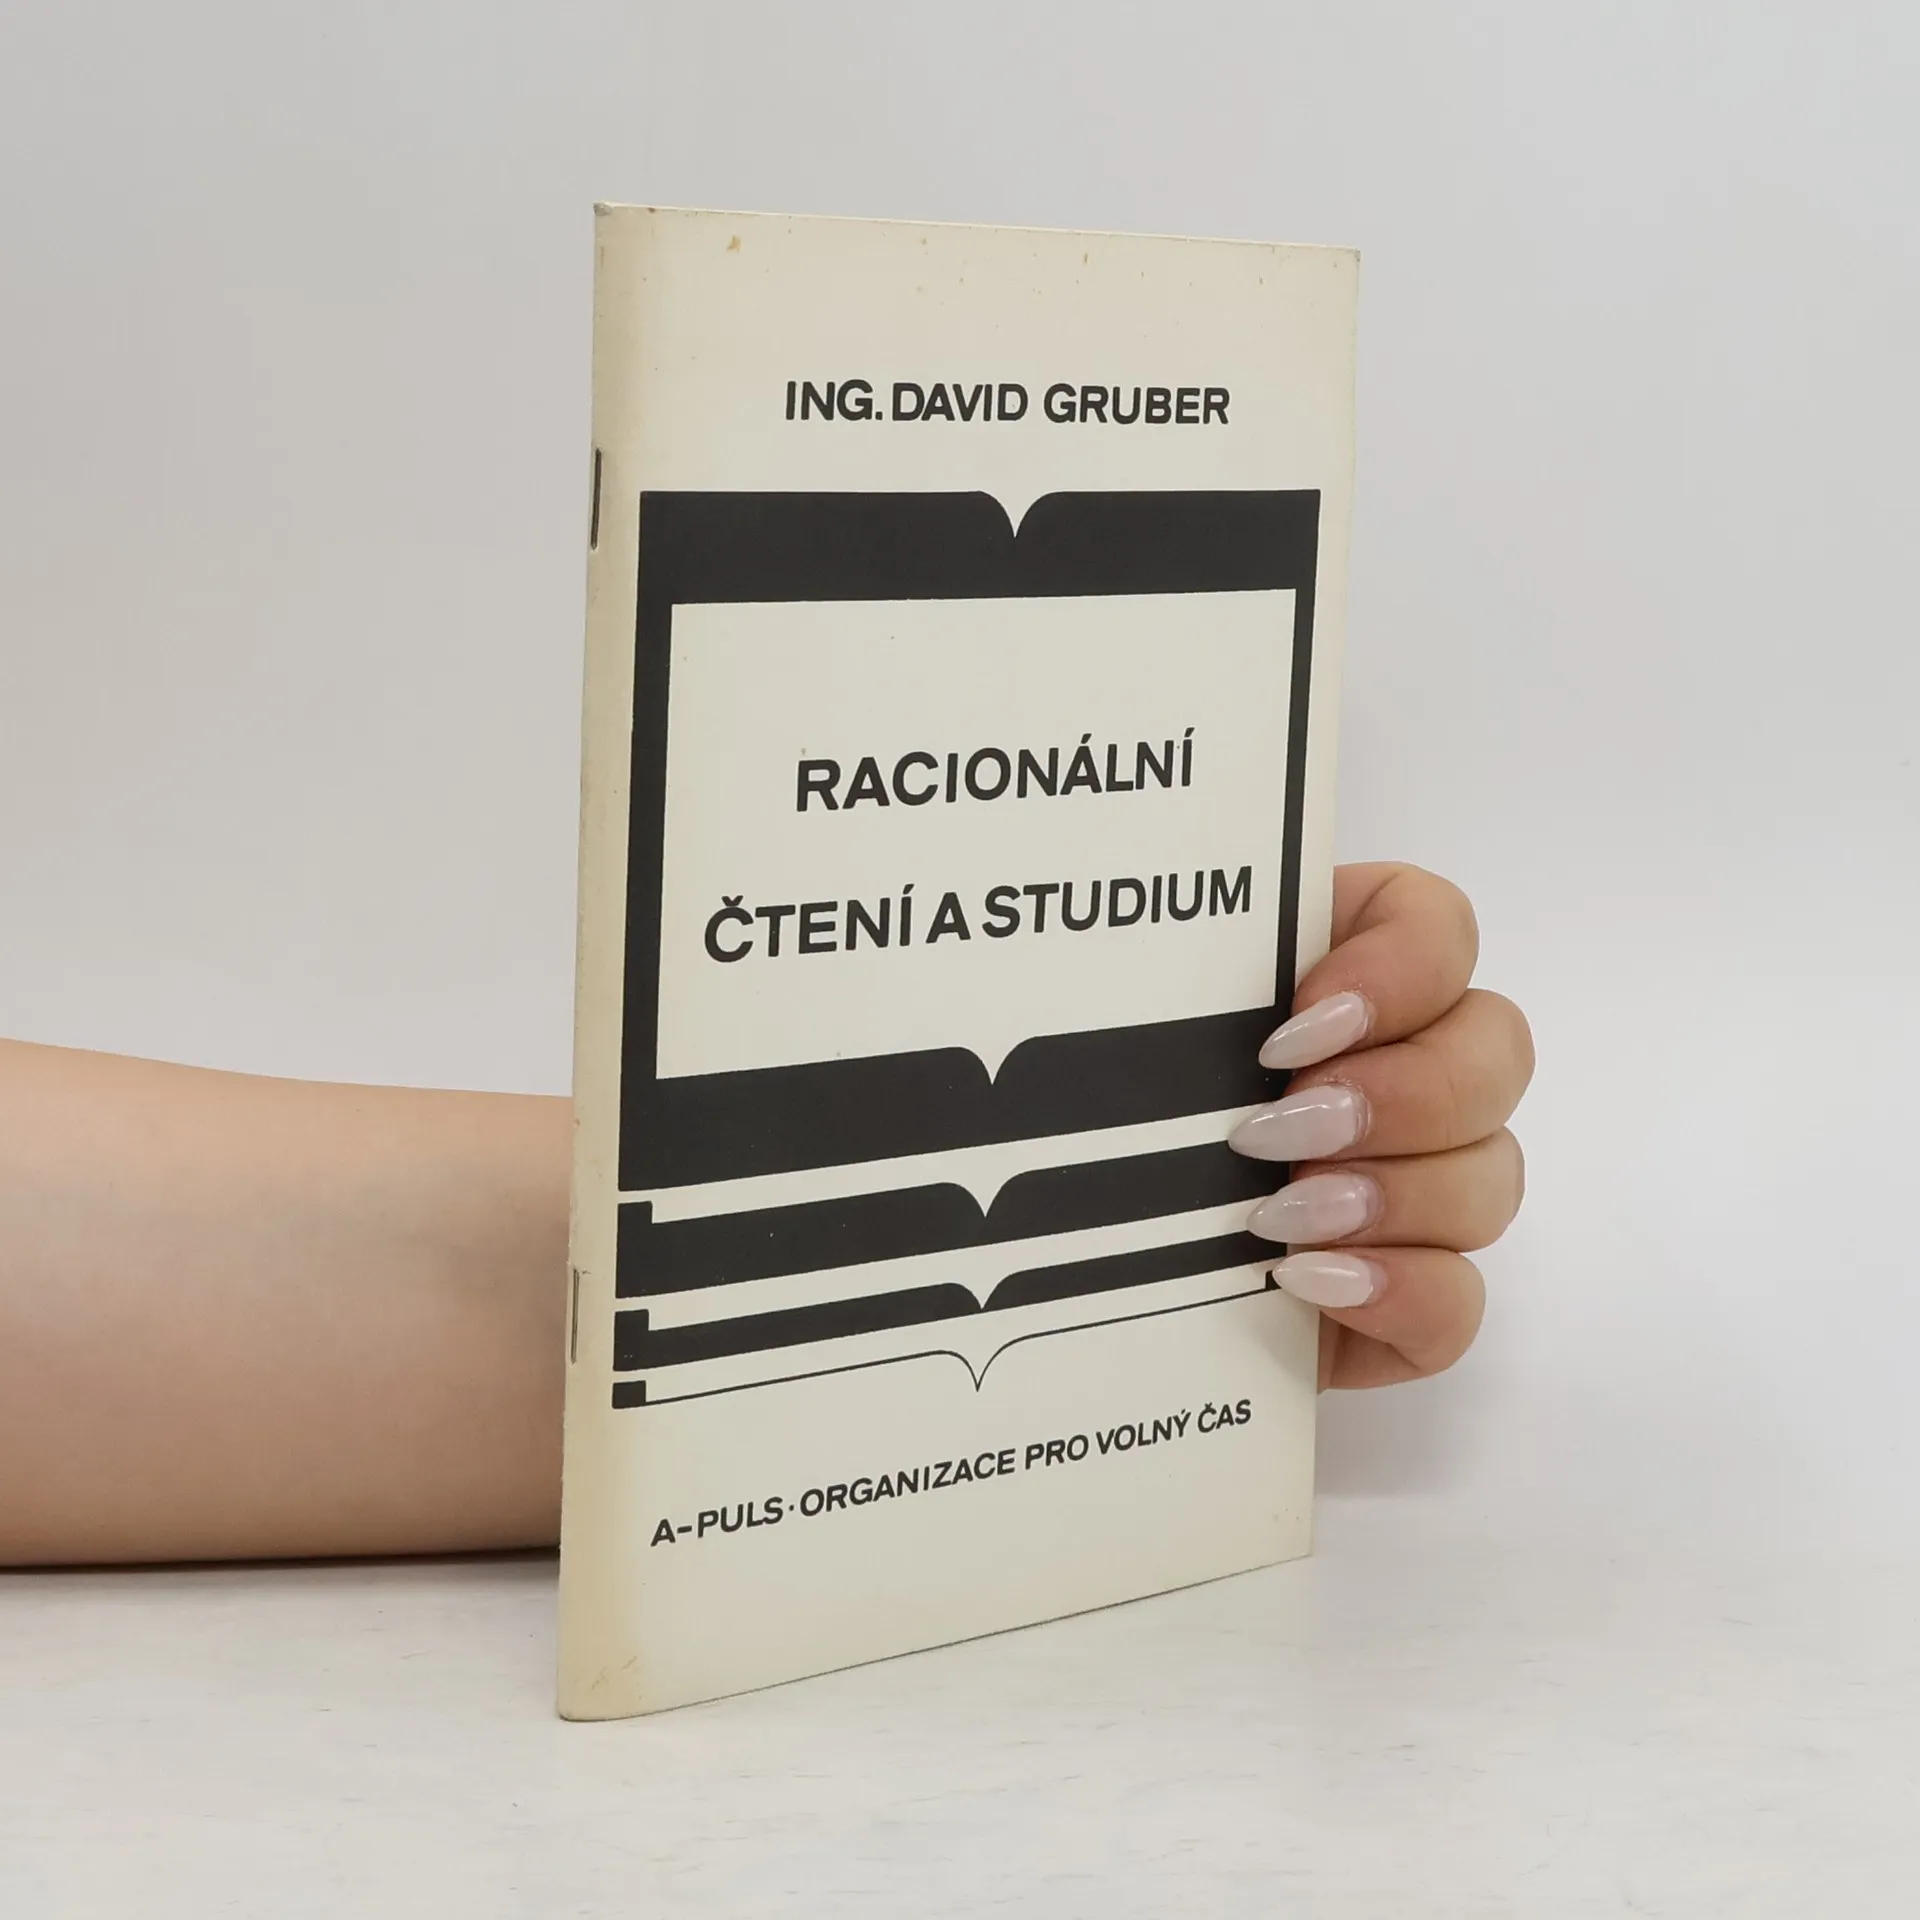 ING. DAVID GRUBER
RACIONÁLNÍ
ČTENÍ A STUDIUM
A-PULS · ORGANIZACE PRO VOLNÝ ČAS